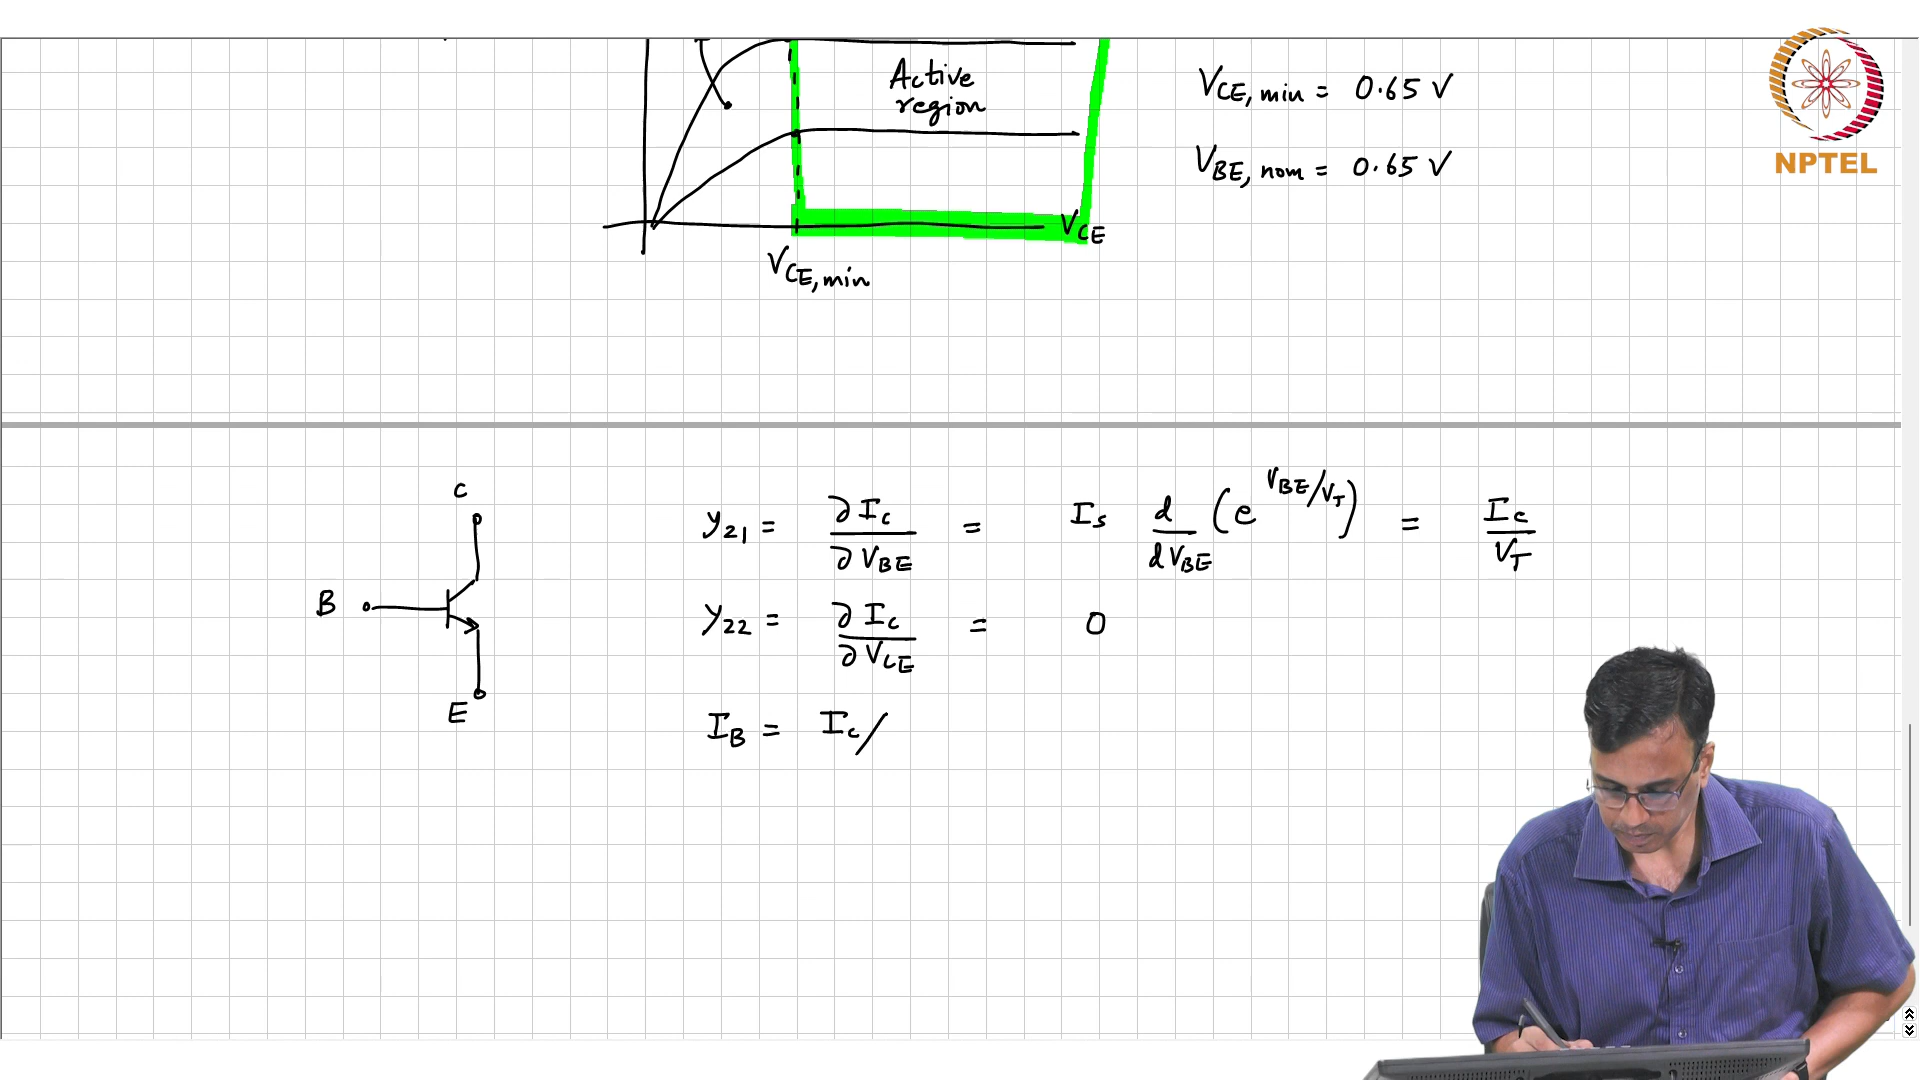 Active
region
V_CE, min = 0.65 V
V_BE, nom = 0.65 V
NPTEL
V_CE
V_CE, min
C
B
E
y_21 = ∂I_c / ∂V_BE = I_s d/dV_BE (e^(V_BE/V_T)) = I_c / V_T
y_22 = ∂I_c / ∂V_CE = 0
I_B = I_c /